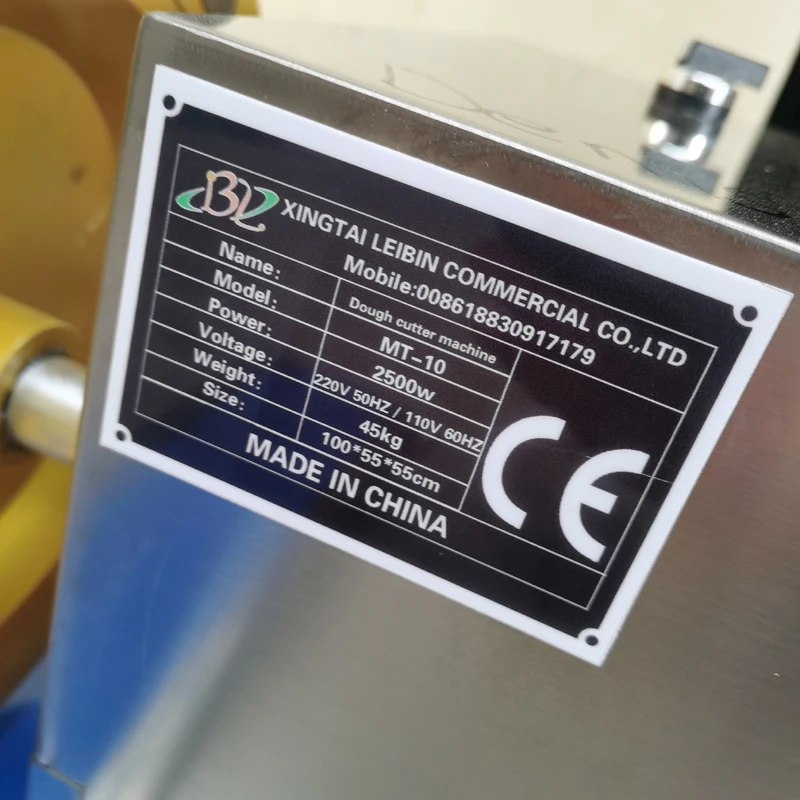 BL XINGTAI LEIBIN COMMERCIAL CO.,LTD
Mobile:008618830917179
Name: Dough cutter machine
Model: MT-10
Power: 2500w
Voltage: 220V 50HZ / 110V 60HZ
Weight: 45kg
Size: 100*55*55cm
CE
MADE IN CHINA